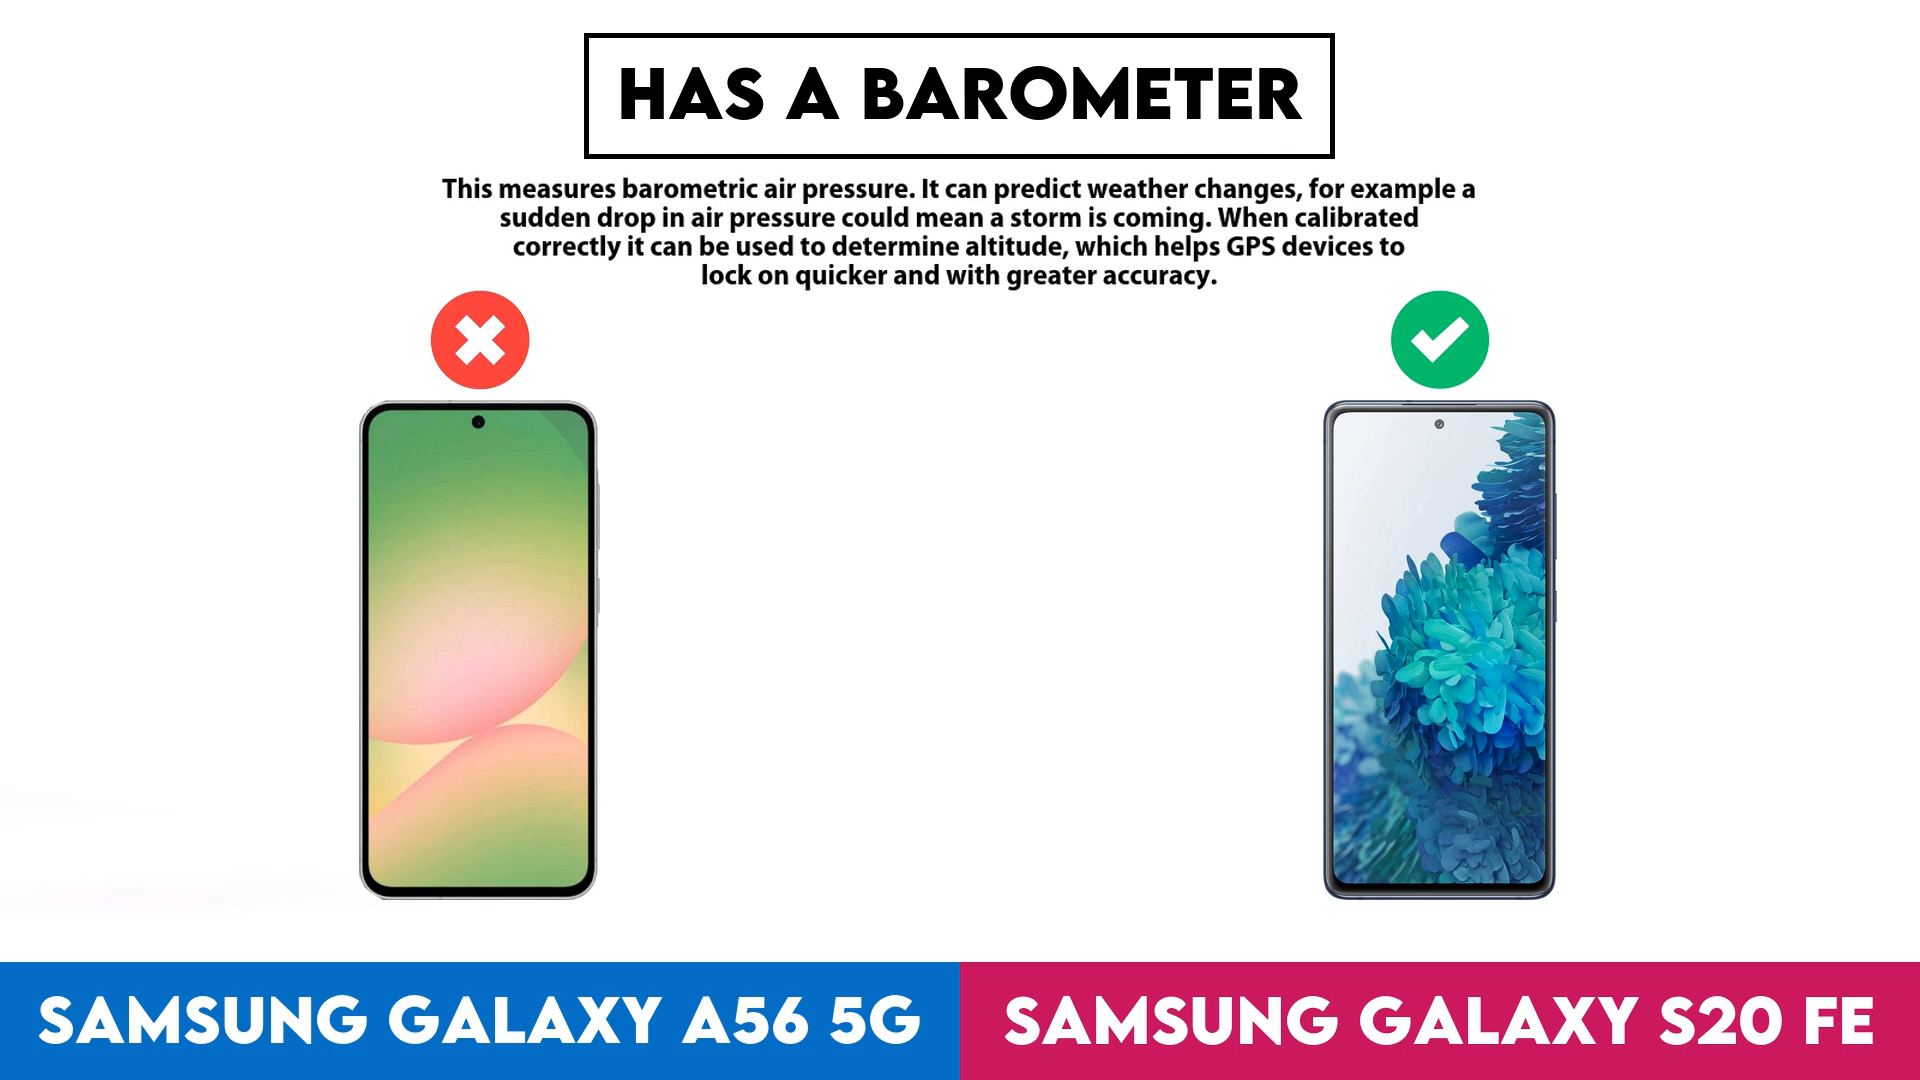 HAS A BAROMETER
This measures barometric air pressure. It can predict weather changes, for example a
sudden drop in air pressure could mean a storm is coming. When calibrated
correctly it can be used to determine altitude, which helps GPS devices to
lock on quicker and with greater accuracy.
SAMSUNG GALAXY A56 5G
SAMSUNG GALAXY S20 FE